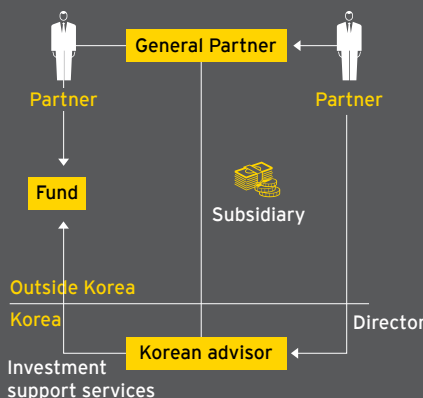 General Partner
Partner
Partner
Fund
Subsidiary
Outside Korea
Korea
Director
Korean advisor
Investment
support services